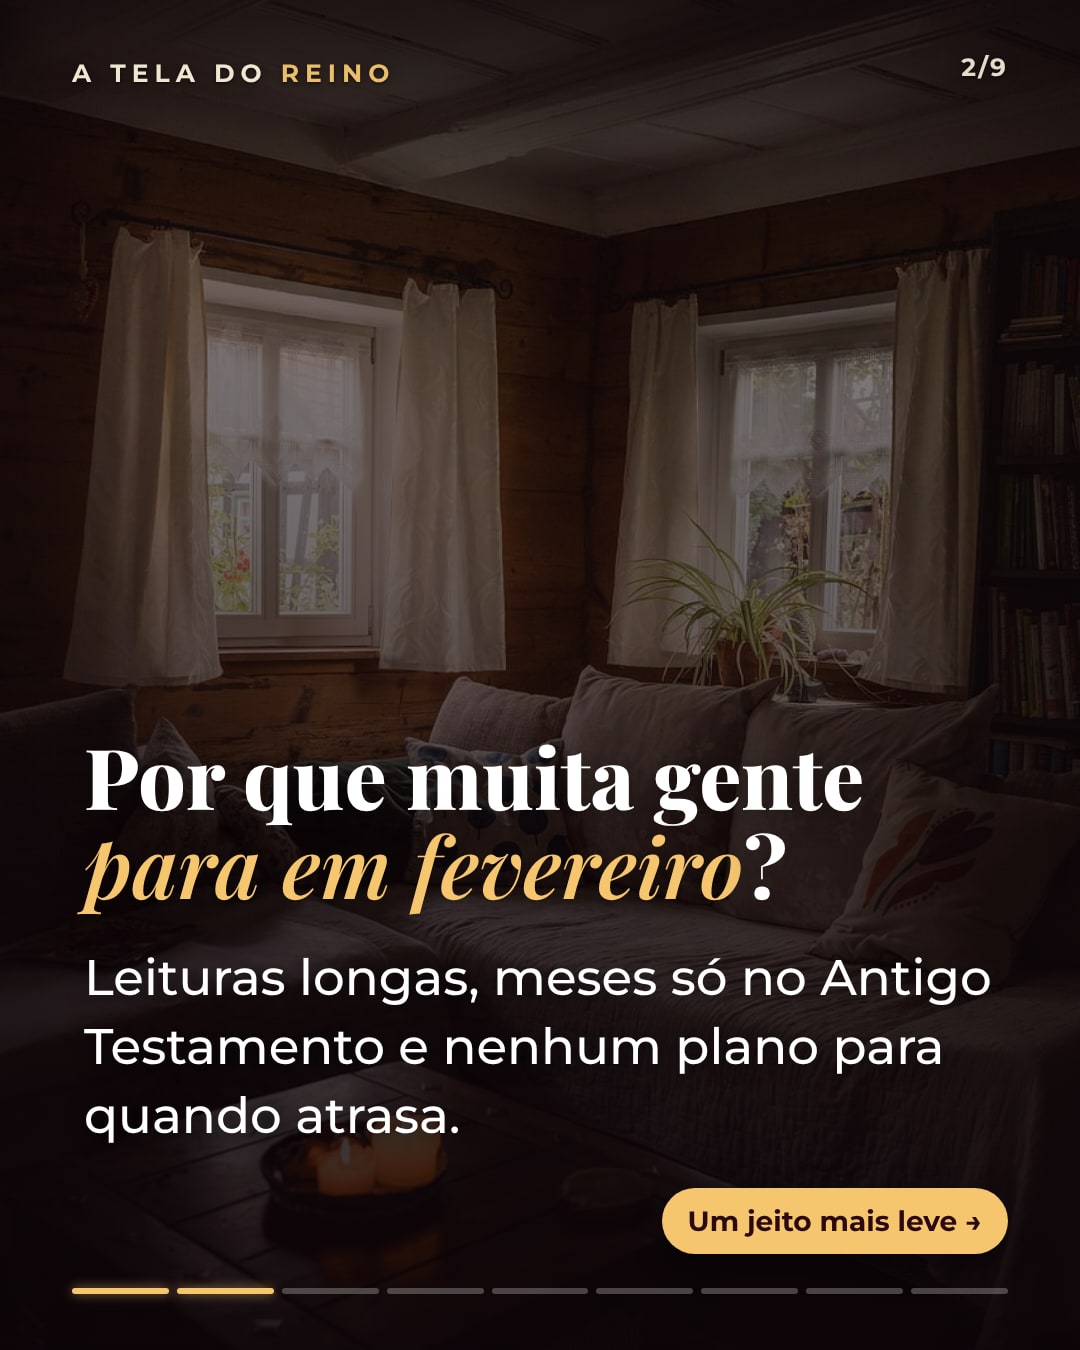 A TELA DO REINO
2/9
Por que muita gente
para em fevereiro?
Leituras longas, meses só no Antigo
Testamento e nenhum plano para
quando atrasa.
Um jeito mais leve →